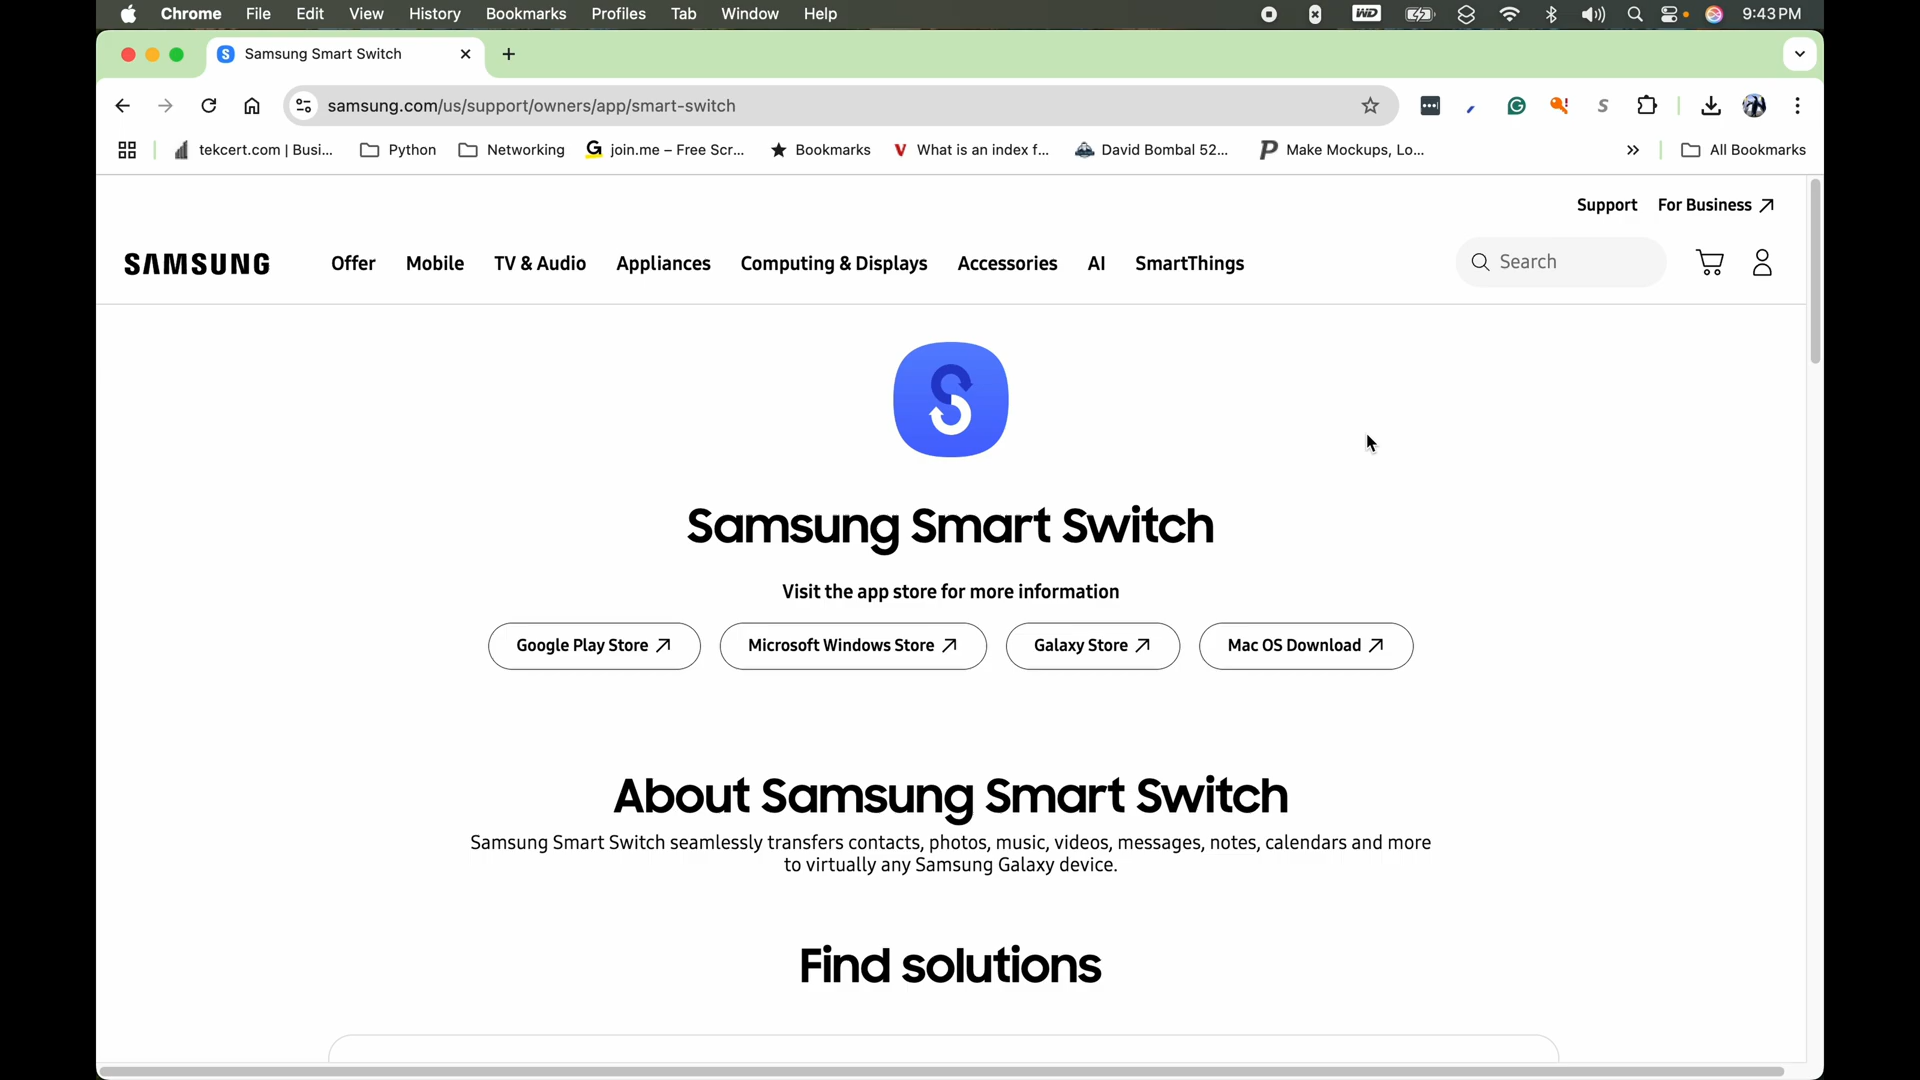 Chrome File Edit View History Bookmarks Profiles Tab Window Help WD 9:43 PM
Samsung Smart Switch
samsung.com/us/support/owners/app/smart-switch
tekcert.com | Busi... Python Networking join.me – Free Scr... Bookmarks What is an index f... David Bombal 52... Make Mockups, Lo... All Bookmarks
Support For Business
SAMSUNG Offer Mobile TV & Audio Appliances Computing & Displays Accessories AI SmartThings Search
Samsung Smart Switch
Visit the app store for more information
Google Play Store Microsoft Windows Store Galaxy Store Mac OS Download
About Samsung Smart Switch
Samsung Smart Switch seamlessly transfers contacts, photos, music, videos, messages, notes, calendars and more
to virtually any Samsung Galaxy device.
Find solutions